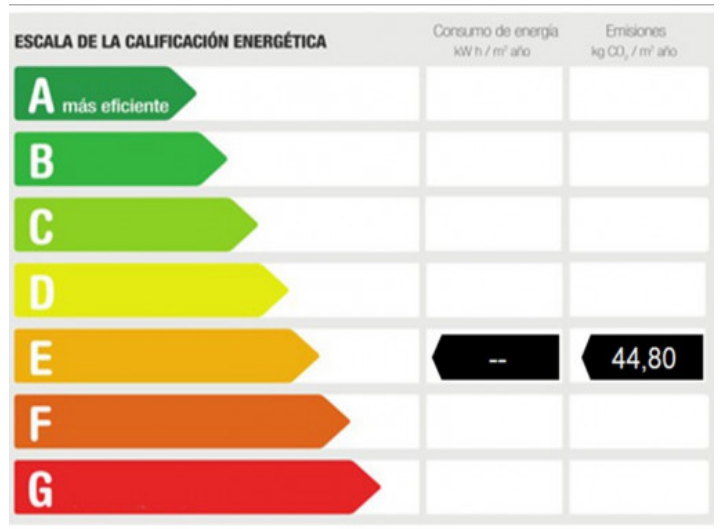 ESCALA DE LA CALIFICACIÓN ENERGÉTICA
Consumo de energía
kW h / m² año
Emisiones
kg CO₂ / m² año
A más eficiente
B
C
D
E
--
44,80
F
G